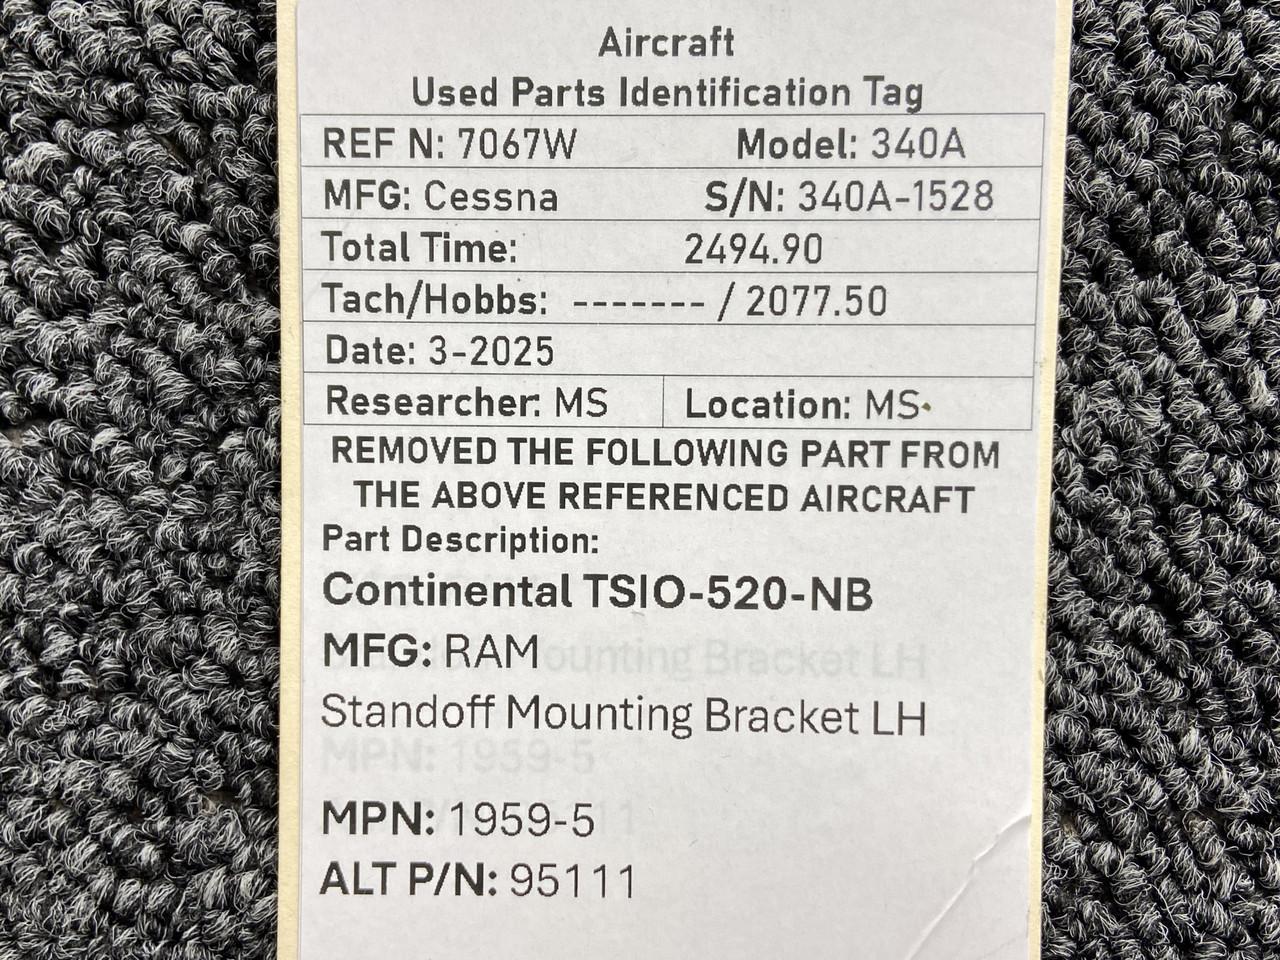 Aircraft
Used Parts Identification Tag
REF N: 7067W Model: 340A
MFG: Cessna S/N: 340A-1528
Total Time: 2494.90
Tach/Hobbs: ------- / 2077.50
Date: 3-2025
Researcher: MS Location: MS
REMOVED THE FOLLOWING PART FROM
THE ABOVE REFERENCED AIRCRAFT
Part Description:
Continental TSIO-520-NB
MFG: RAM
Standoff Mounting Bracket LH
MPN: 1959-5
ALT P/N: 95111